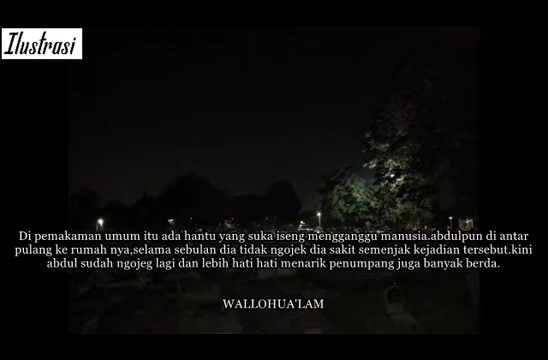 Ilustrasi
Di pemakaman umum itu ada hantu yang suka iseng mengganggu manusia.abdulpun di antar
pulang ke rumah nya,selama sebulan dia tidak ngojek dia sakit semenjak kejadian tersebut.kini
abdul sudah ngojeg lagi dan lebih hati hati menarik penumpang juga banyak berda.
WALLOHUA'LAM